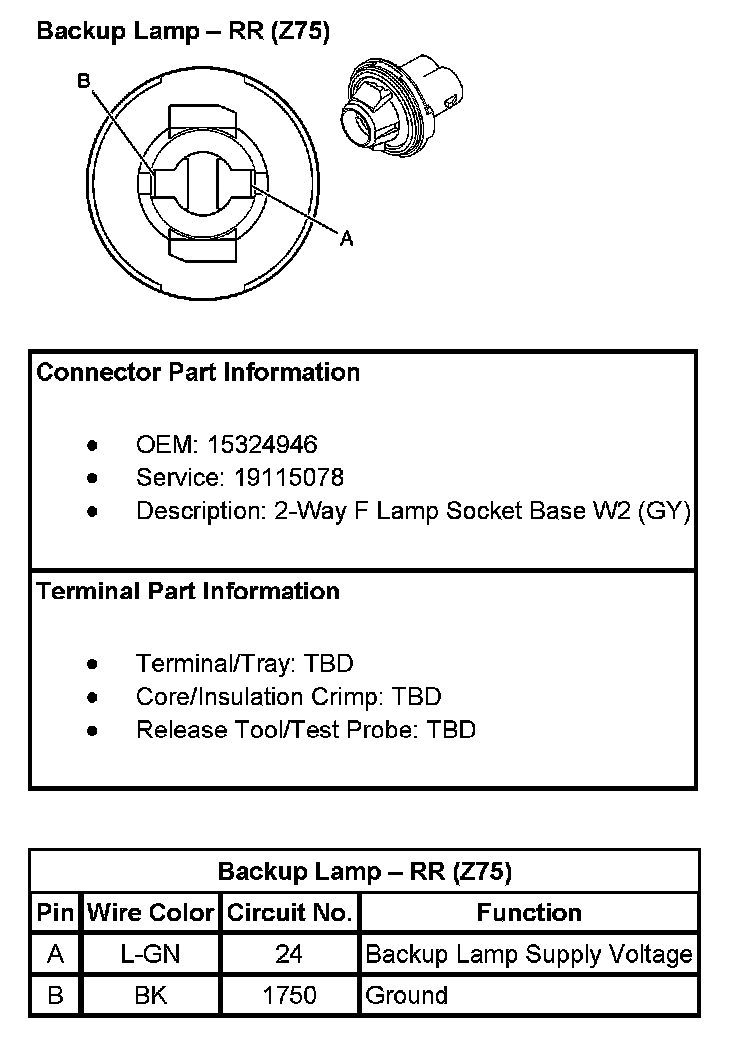 Backup Lamp – RR (Z75)
B
A
Connector Part Information
• OEM: 15324946
• Service: 19115078
• Description: 2-Way F Lamp Socket Base W2 (GY)
Terminal Part Information
• Terminal/Tray: TBD
• Core/Insulation Crimp: TBD
• Release Tool/Test Probe: TBD
Backup Lamp – RR (Z75)
Pin Wire Color Circuit No. Function
A L-GN 24 Backup Lamp Supply Voltage
B BK 1750 Ground